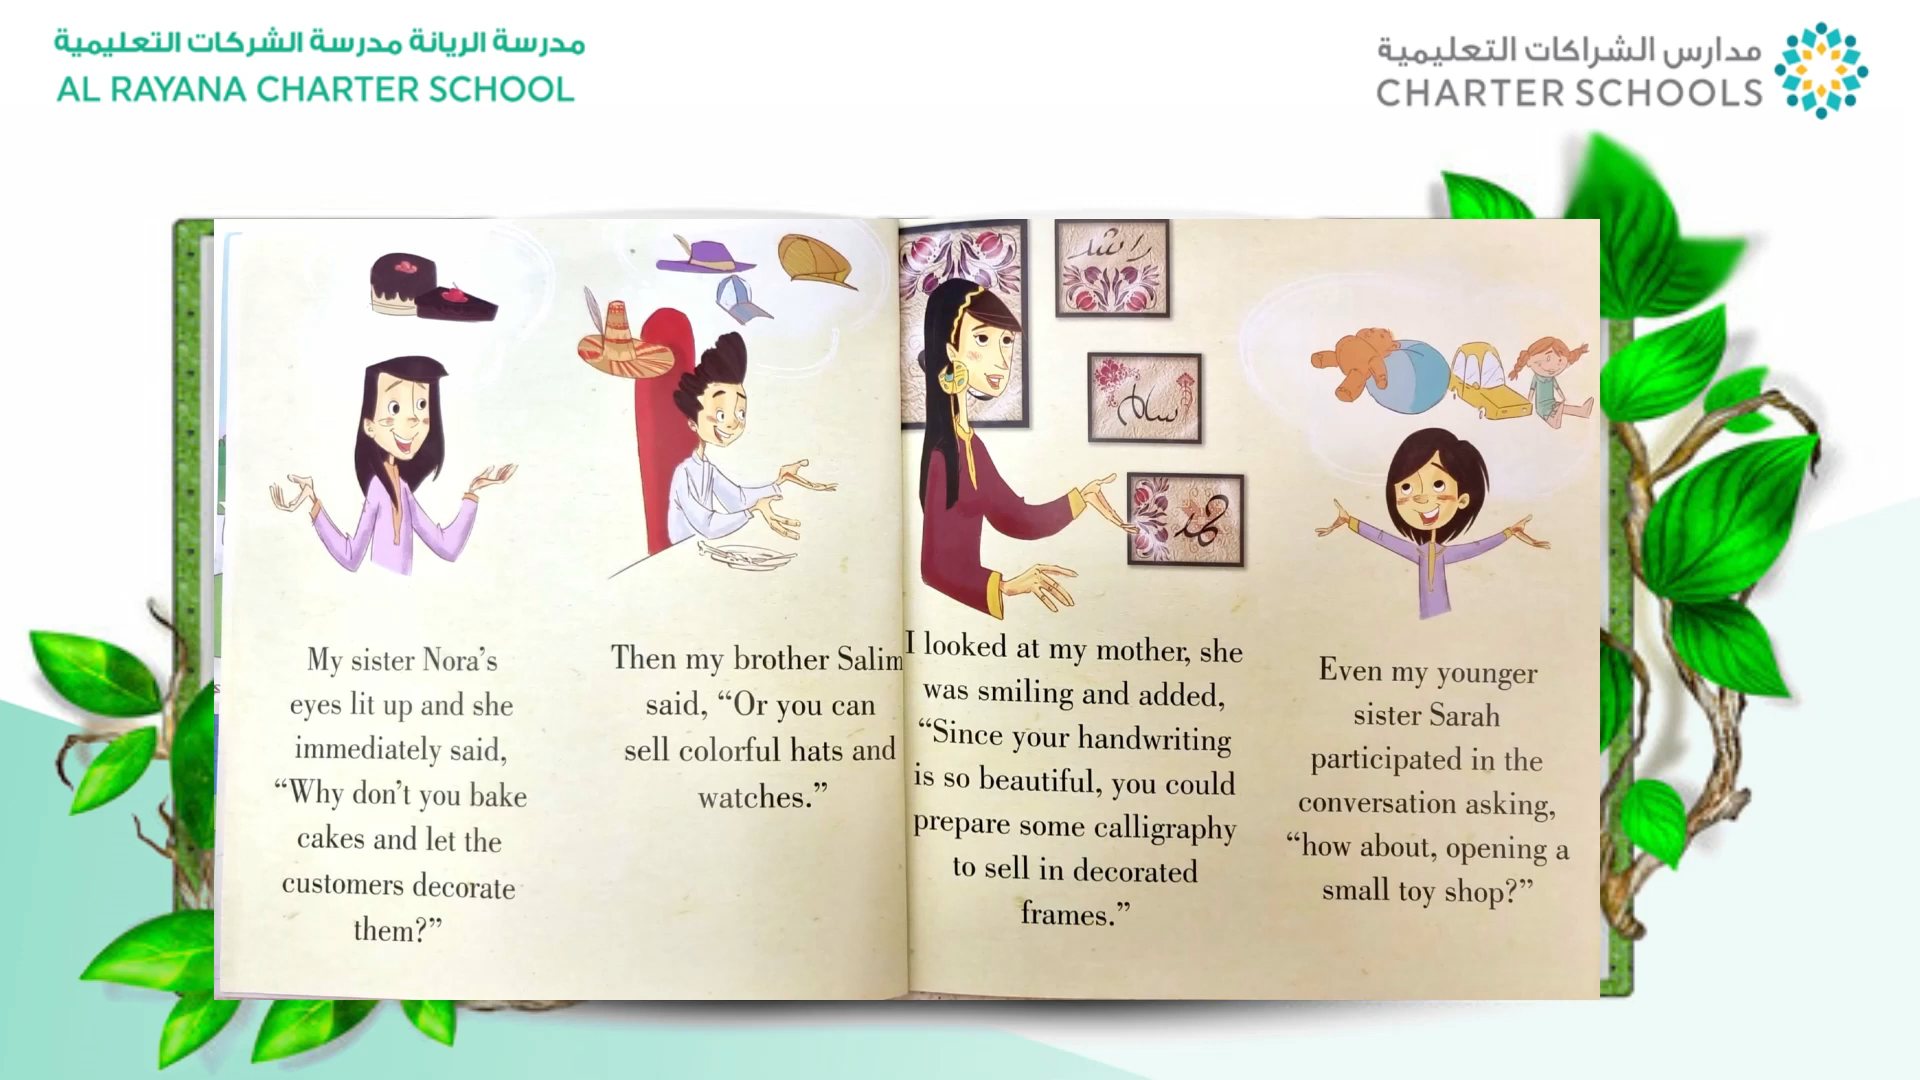 مدرسة الريانة مدرسة الشركات التعليمية
AL RAYANA CHARTER SCHOOL
مدارس الشراكات التعليمية
CHARTER SCHOOLS
My sister Nora’s
eyes lit up and she
immediately said,
“Why don’t you bake
cakes and let the
customers decorate
them?”
Then my brother Salim
said, “Or you can
sell colorful hats and
watches.”
راشد
سالم
محمد
I looked at my mother, she
was smiling and added,
“Since your handwriting
is so beautiful, you could
prepare some calligraphy
to sell in decorated
frames.”
Even my younger
sister Sarah
participated in the
conversation asking,
“how about, opening a
small toy shop?”